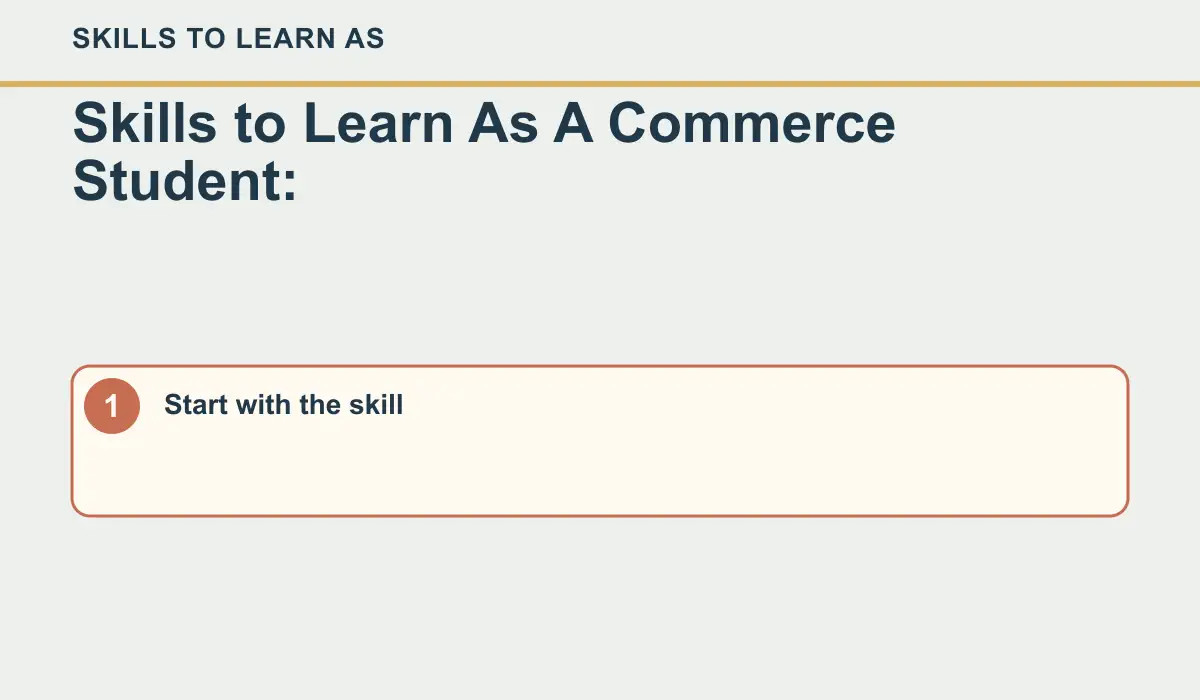 SKILLS TO LEARN AS
Skills to Learn As A Commerce
Student:
1
Start with the skill